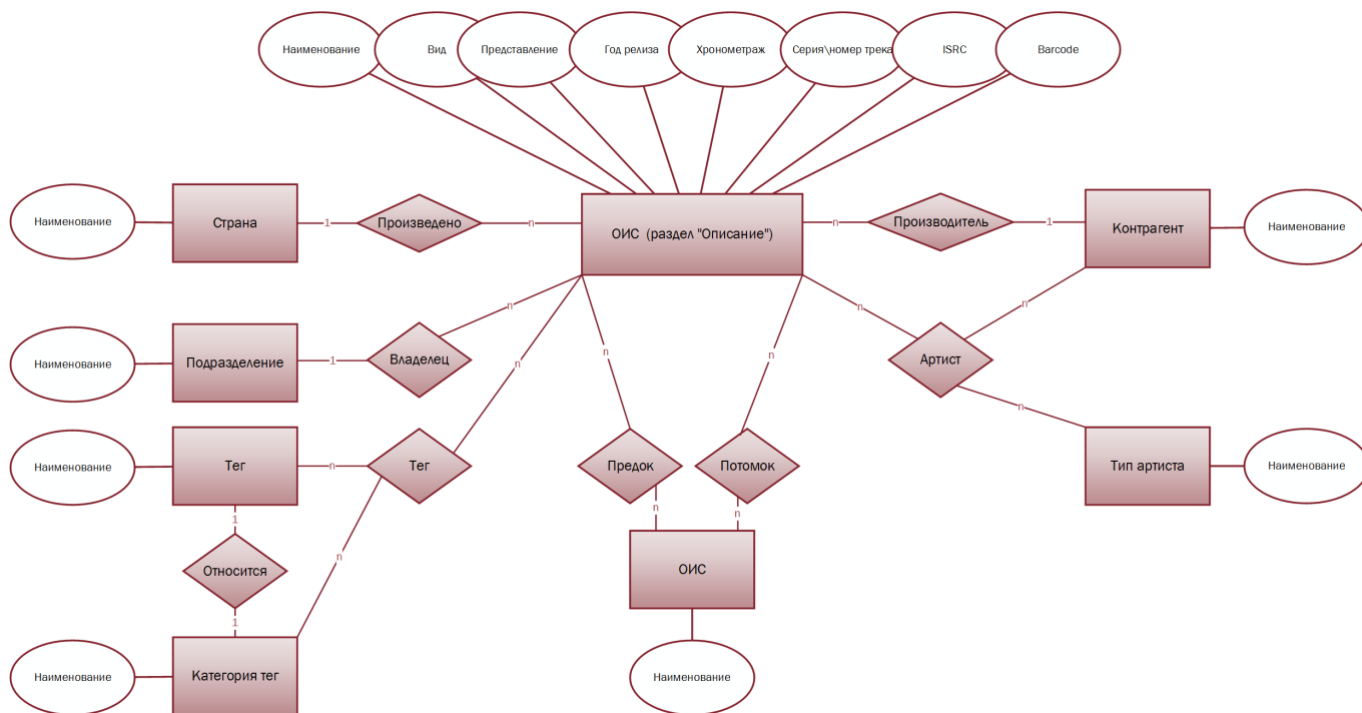 Наименование
Вид
Представление
Год релиза
Хронометраж
Серия\номер трека
ISRC
Barcode
Наименование
Страна
1
Произведено
n
ОИС (раздел "Описание")
n
Производитель
1
Контрагент
Наименование
n
n
n
Наименование
Подразделение
1
Владелец
n
n
n
Артист
n
Наименование
Тег
n
Тег
Предок
Потомок
Тип артиста
Наименование
n
n
1
n
Относится
ОИС
1
Наименование
Категория тег
Наименование